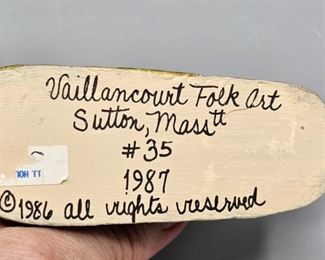 Vaillancourt Folk Art
Sutton, Masstt
#35
1987
©1986 all rights reserved